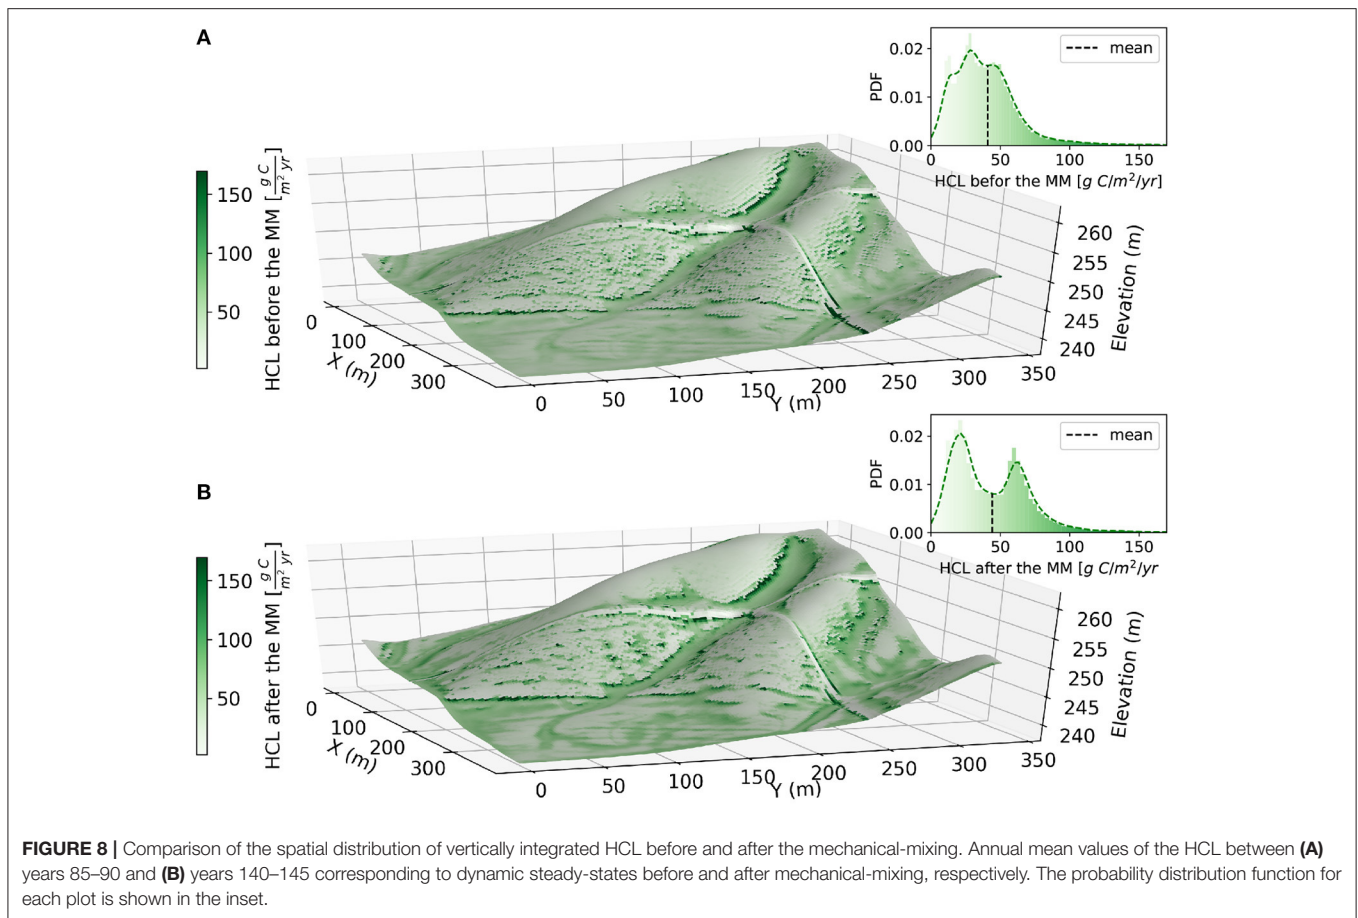 A
0.02
0.01
0.00
PDF
mean
0 50 100 150
HCL befor the MM [g C/m²/yr]
150
100
50
HCL before the MM [g C / m² yr]
0
100
200
300
X (m)
0 50 100 150 200 250 300 350
Y (m)
260
255
250
245
240
Elevation (m)
B
0.02
0.01
0.00
PDF
mean
0 50 100 150
HCL after the MM [g C/m²/yr
150
100
50
HCL after the MM [g C / m² yr]
0
100
200
300
X (m)
0 50 100 150 200 250 300 350
Y (m)
260
255
250
245
240
Elevation (m)
FIGURE 8 | Comparison of the spatial distribution of vertically integrated HCL before and after the mechanical-mixing. Annual mean values of the HCL between (A)
years 85–90 and (B) years 140–145 corresponding to dynamic steady-states before and after mechanical-mixing, respectively. The probability distribution function for
each plot is shown in the inset.